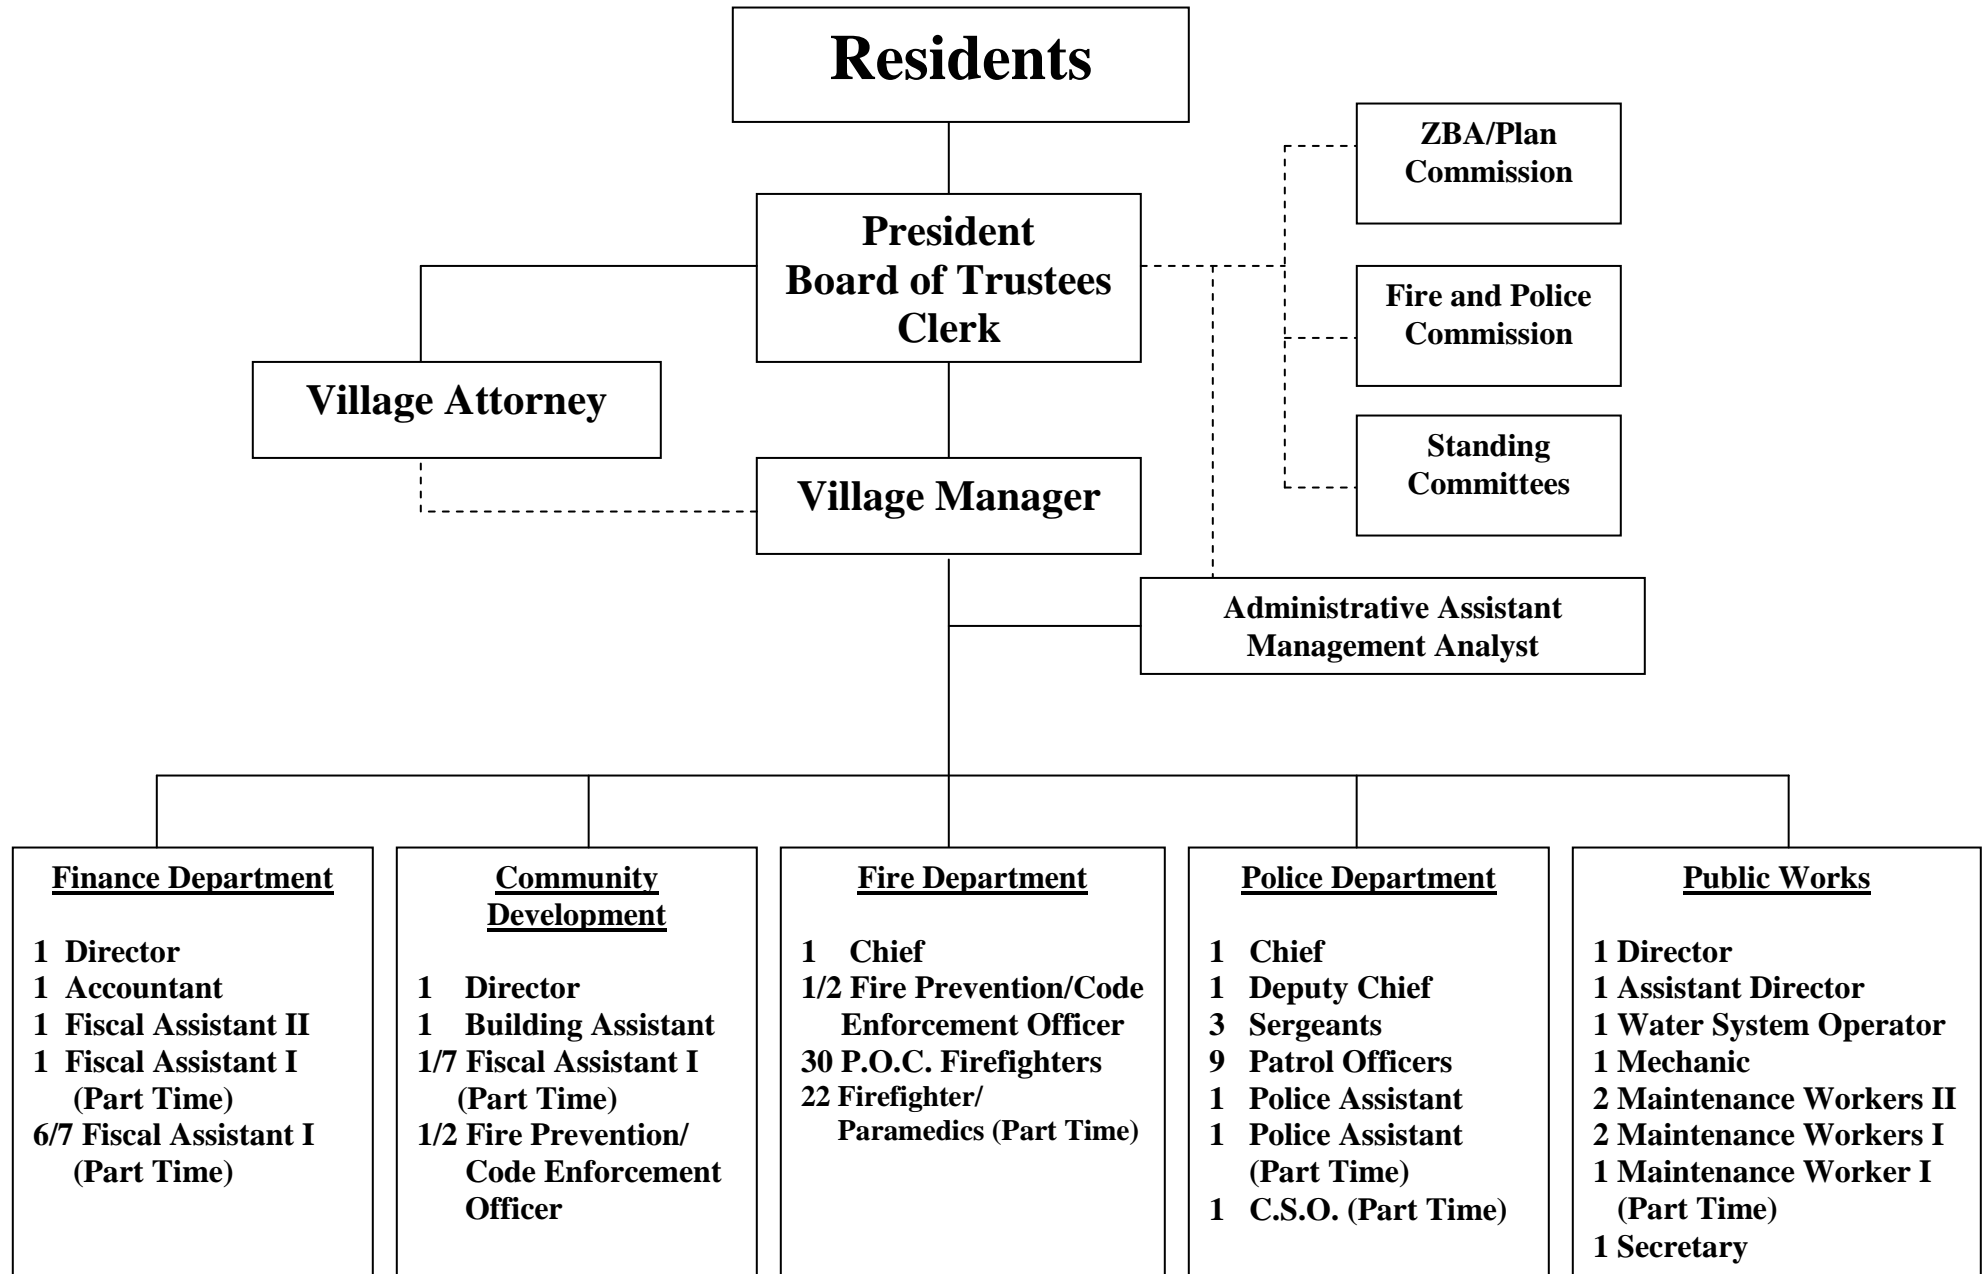 Residents
ZBA/Plan
Commission
President
Board of Trustees
Clerk
Fire and Police
Commission
Village Attorney
Standing
Committees
Village Manager
Administrative Assistant
Management Analyst
Finance Department
1 Director
1 Accountant
1 Fiscal Assistant II
1 Fiscal Assistant I
(Part Time)
6/7 Fiscal Assistant I
(Part Time)
Community
Development
1 Director
1 Building Assistant
1/7 Fiscal Assistant I
(Part Time)
1/2 Fire Prevention/
Code Enforcement
Officer
Fire Department
1 Chief
1/2 Fire Prevention/Code
Enforcement Officer
30 P.O.C. Firefighters
22 Firefighter/
Paramedics (Part Time)
Police Department
1 Chief
1 Deputy Chief
3 Sergeants
9 Patrol Officers
1 Police Assistant
1 Police Assistant
(Part Time)
1 C.S.O. (Part Time)
Public Works
1 Director
1 Assistant Director
1 Water System Operator
1 Mechanic
2 Maintenance Workers II
2 Maintenance Workers I
1 Maintenance Worker I
(Part Time)
1 Secretary